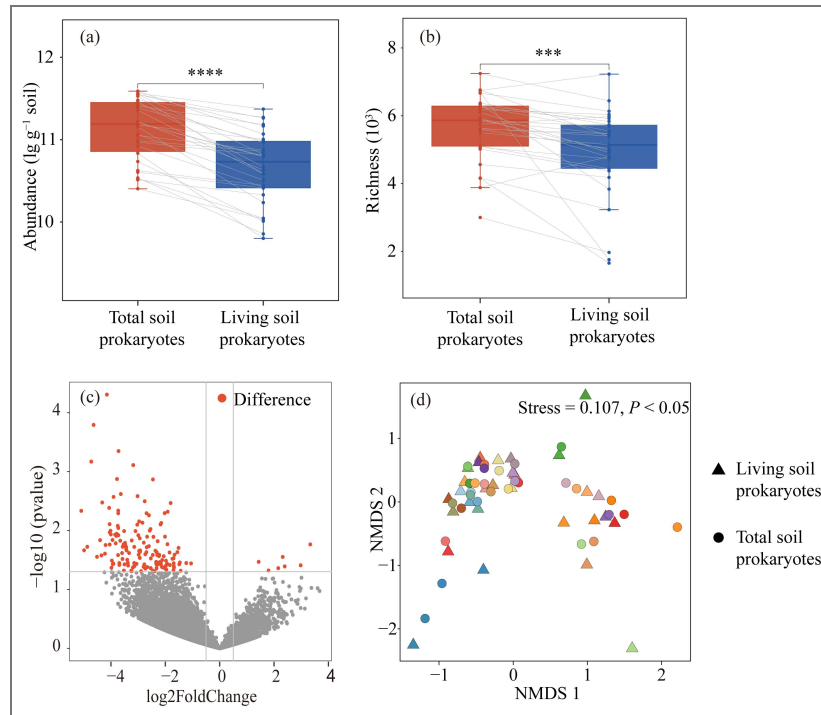 (a)
12
11
10
Abundance (lg g⁻¹ soil)
****
Total soil
prokaryotes
Living soil
prokaryotes
(b)
8
6
4
2
Richness (10³)
***
Total soil
prokaryotes
Living soil
prokaryotes
(c)
Difference
4
3
2
1
0
−log10 (pvalue)
−4
−2
0
2
4
log2FoldChange
(d)
Stress = 0.107, P < 0.05
1
0
−1
−2
NMDS 2
−1
0
1
2
NMDS 1
Living soil
prokaryotes
Total soil
prokaryotes